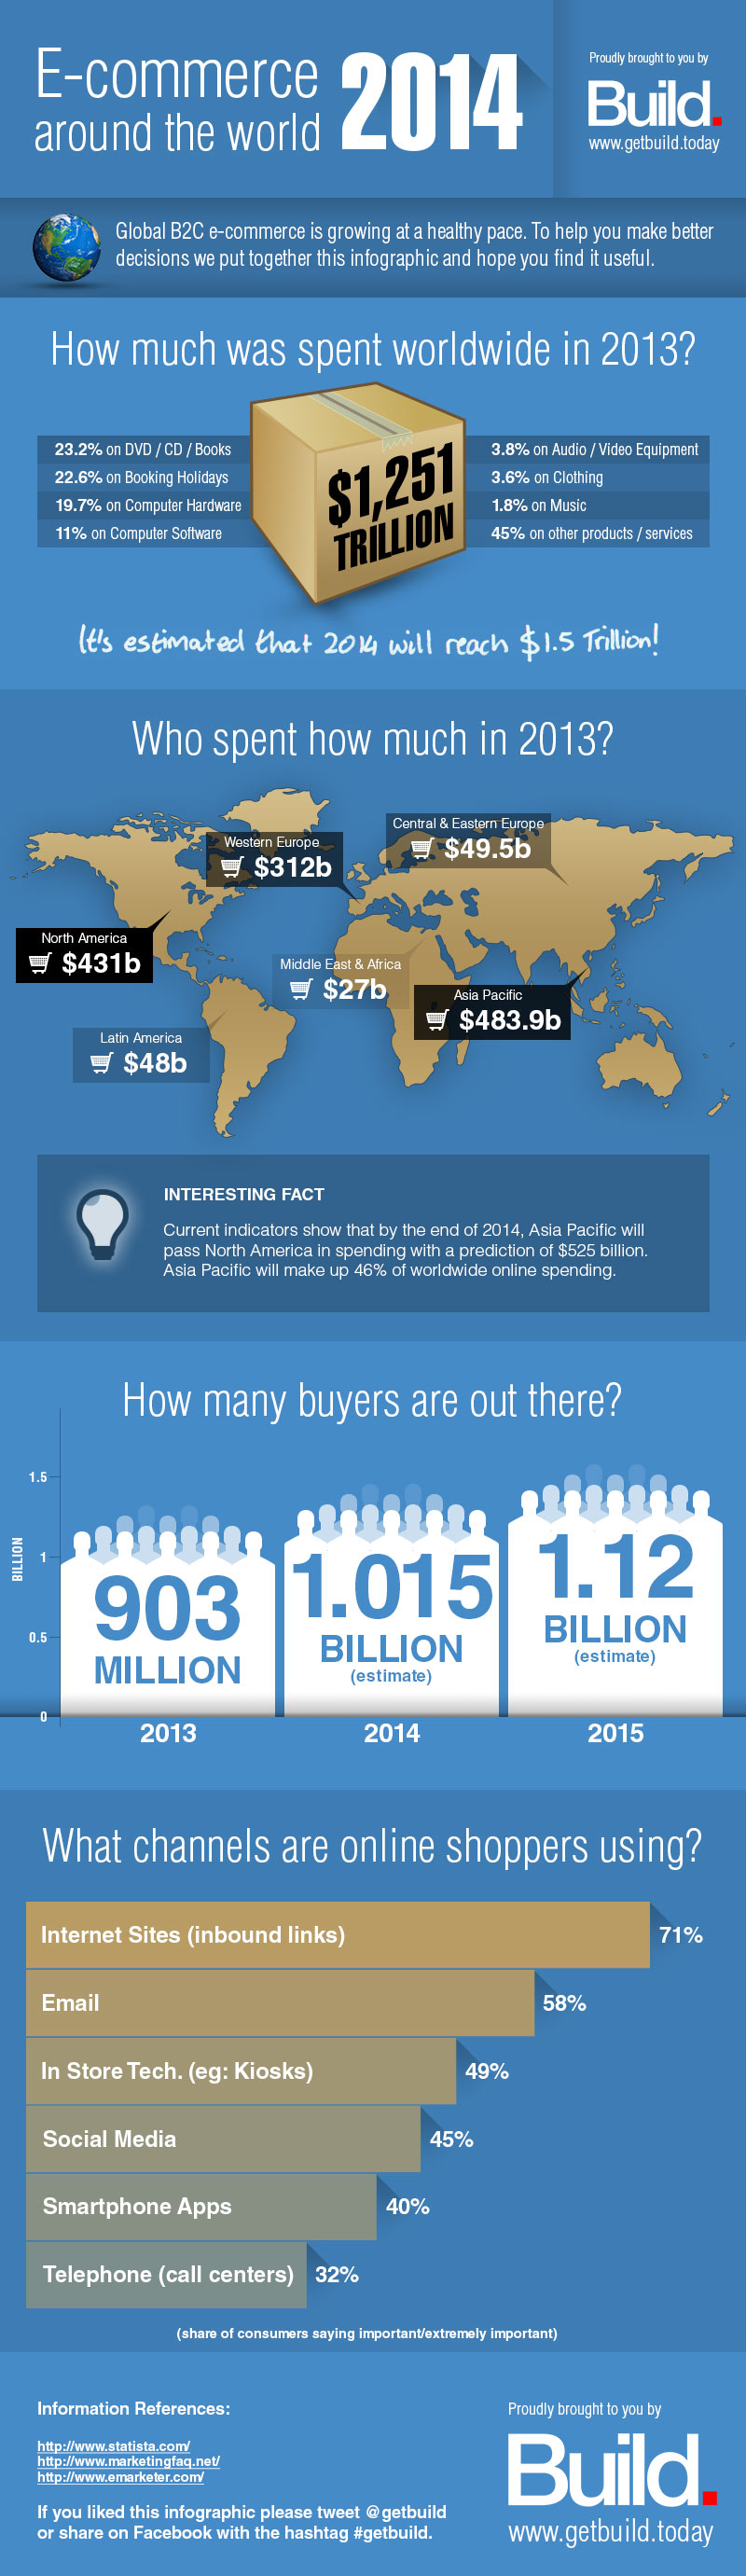 E-commerce
around the world
2014
Proudly brought to you by
Build.
www.getbuild.today
Global B2C e-commerce is growing at a healthy pace. To help you make better
decisions we put together this infographic and hope you find it useful.
How much was spent worldwide in 2013?
23.2% on DVD / CD / Books
22.6% on Booking Holidays
19.7% on Computer Hardware
11% on Computer Software
$1,251
TRILLION
3.8% on Audio / Video Equipment
3.6% on Clothing
1.8% on Music
45% on other products / services
It's estimated that 2014 will reach $1.5 Trillion!
Who spent how much in 2013?
Central & Eastern Europe
$49.5b
Western Europe
$312b
North America
$431b
Middle East & Africa
$27b
Asia Pacific
$483.9b
Latin America
$48b
INTERESTING FACT
Current indicators show that by the end of 2014, Asia Pacific will
pass North America in spending with a prediction of $525 billion.
Asia Pacific will make up 46% of worldwide online spending.
How many buyers are out there?
BILLION
1.5
1
0.5
0
903
MILLION
2013
1.015
BILLION
(estimate)
2014
1.12
BILLION
(estimate)
2015
What channels are online shoppers using?
Internet Sites (inbound links) 71%
Email 58%
In Store Tech. (eg: Kiosks) 49%
Social Media 45%
Smartphone Apps 40%
Telephone (call centers) 32%
(share of consumers saying important/extremely important)
Information References:
http://www.statista.com/
http://www.marketingfaq.net/
http://www.emarketer.com/
If you liked this infographic please tweet @getbuild
or share on Facebook with the hashtag #getbuild.
Proudly brought to you by
Build.
www.getbuild.today